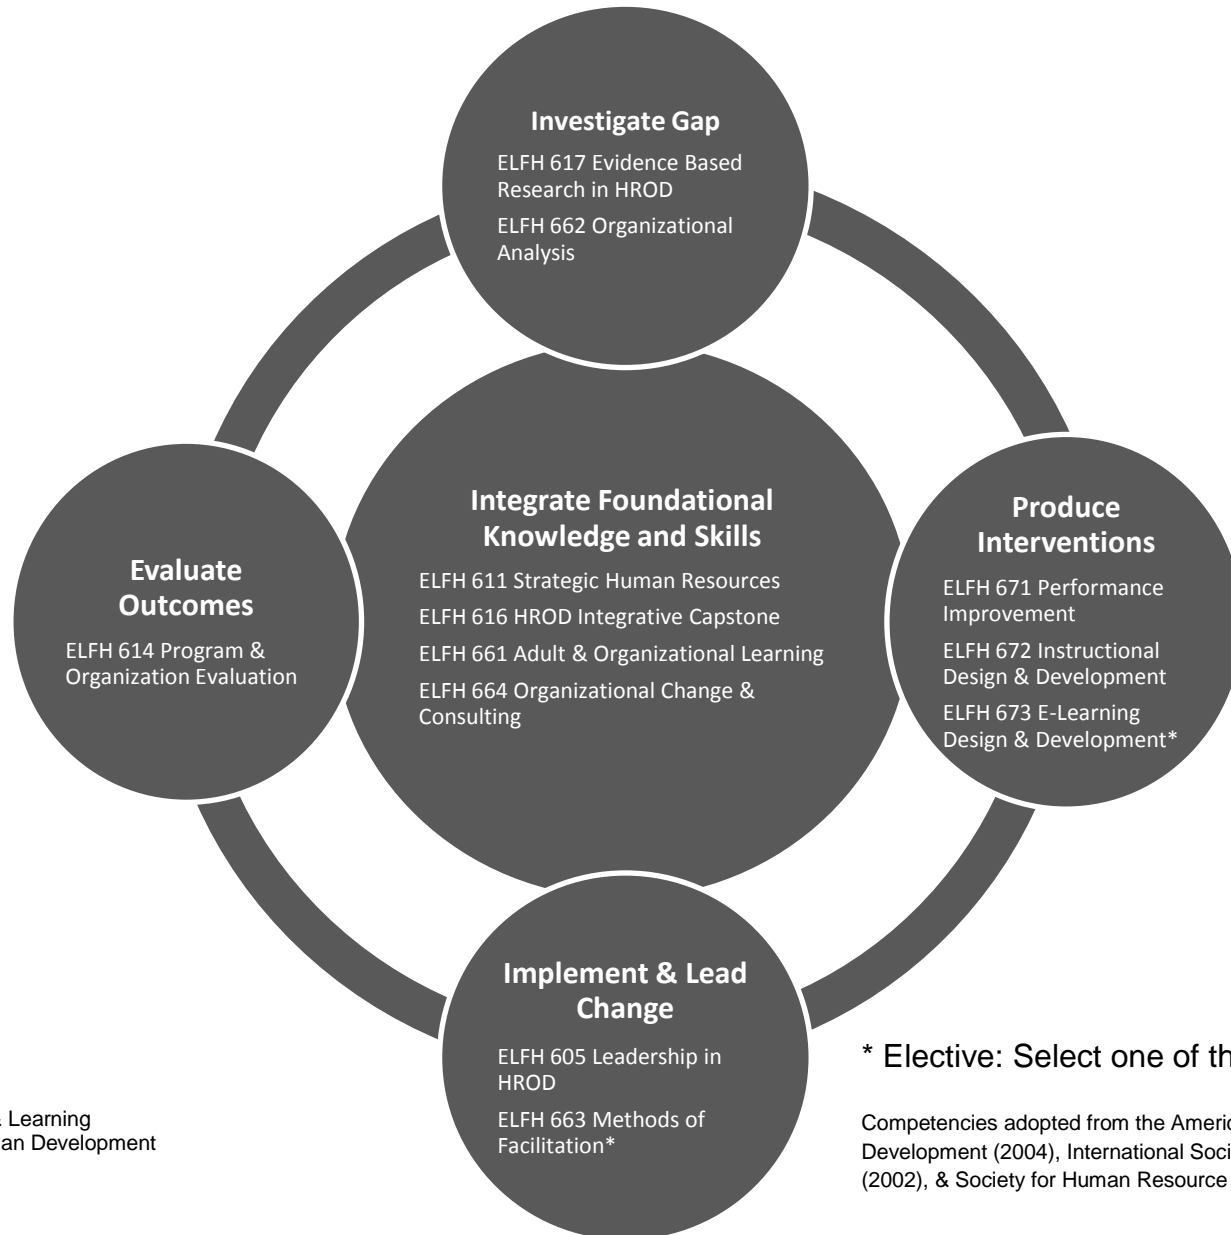 Investigate Gap
ELFH 617 Evidence Based
Research in HROD
ELFH 662 Organizational
Analysis
Integrate Foundational
Knowledge and Skills
ELFH 611 Strategic Human Resources
ELFH 616 HROD Integrative Capstone
ELFH 661 Adult & Organizational Learning
ELFH 664 Organizational Change &
Consulting
Produce
Interventions
ELFH 671 Performance
Improvement
ELFH 672 Instructional
Design & Development
ELFH 673 E-Learning
Design & Development*
Evaluate
Outcomes
ELFH 614 Program &
Organization Evaluation
Implement & Lead
Change
ELFH 605 Leadership in
HROD
ELFH 663 Methods of
Facilitation*
* Elective: Select one of
Learning
Development
Competencies adopted from the
Development (2004), International
(2002), & Society for Human Resource